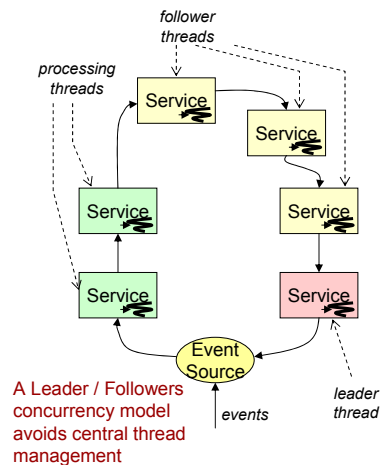 follower
threads
processing
threads
Service
Service
Service
Service
Service
Service
Event
Source
A Leader / Followers
concurrency model
avoids central thread
management
events
leader
thread